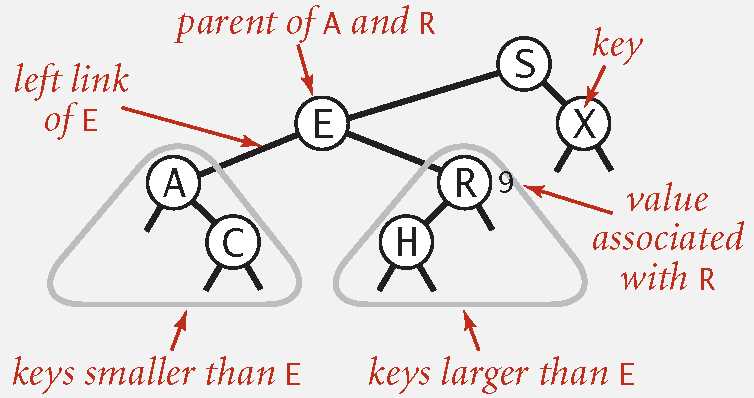 parent of A and R
S
key
left link
of E
E
X
A
R 9
value
associated
with R
C
H
keys smaller than E
keys larger than E